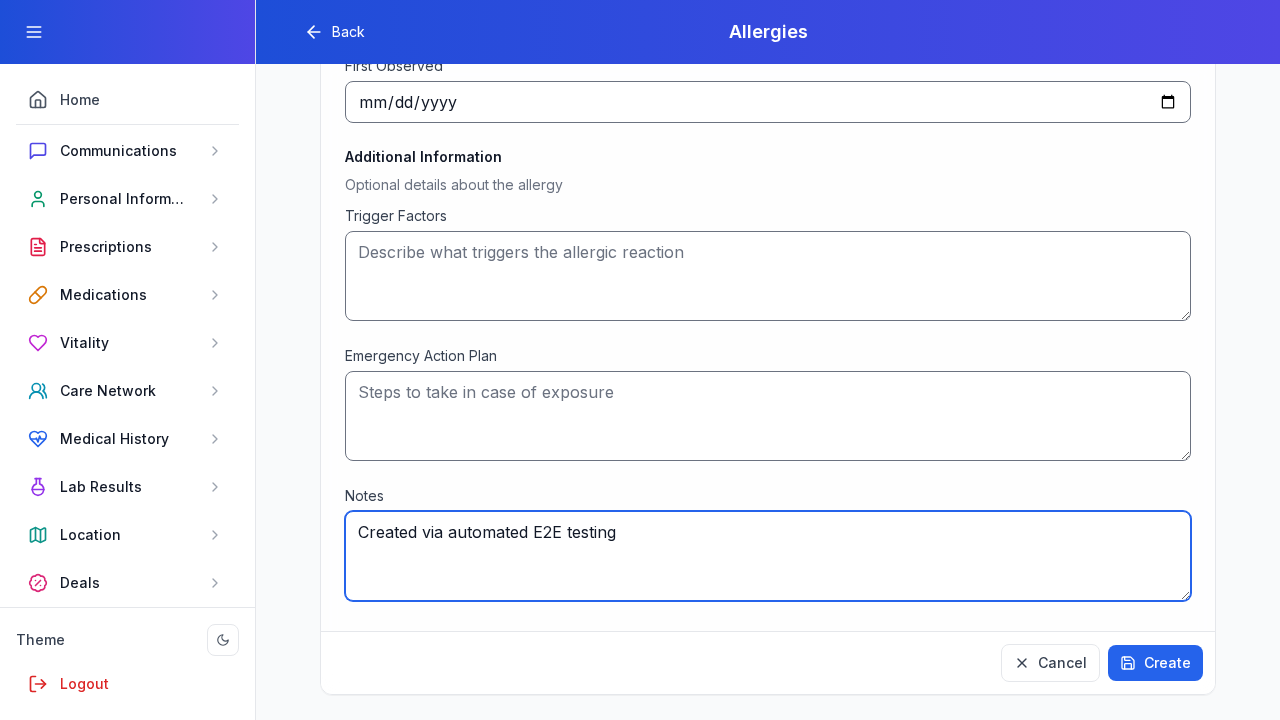 Back
Allergies
Home
Communications
Personal Inform...
Prescriptions
Medications
Vitality
Care Network
Medical History
Lab Results
Location
Deals
Theme
Logout
First Observed
mm/dd/yyyy
Additional Information
Optional details about the allergy
Trigger Factors
Describe what triggers the allergic reaction
Emergency Action Plan
Steps to take in case of exposure
Notes
Created via automated E2E testing
Cancel
Create